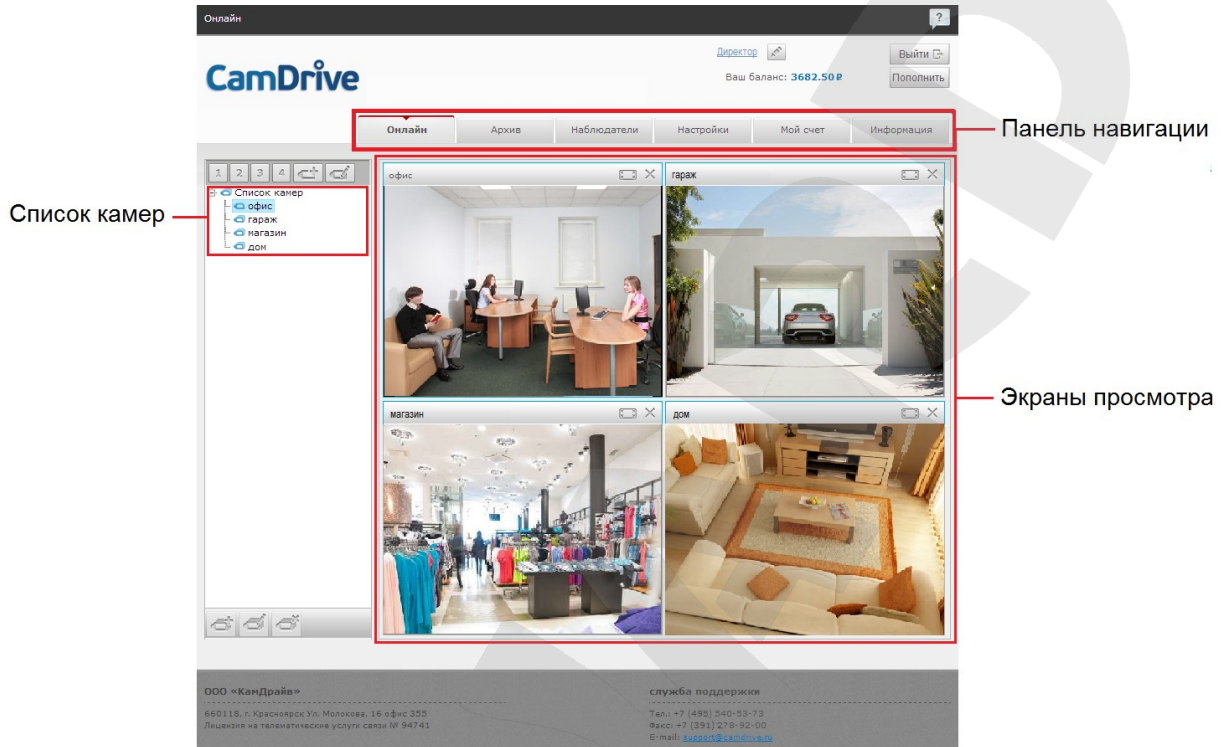 Онлайн
?
CamDrive
Директор
Выйти
Ваш баланс: 3682.50₽
Пополнить
Онлайн Архив Наблюдатели Настройки Мой счет Информация
Панель навигации
1 2 3 4
Список камер
офис
гараж
магазин
дом
Список камер
офис
гараж
магазин
дом
Экраны просмотра
ООО «КамДрайв»
660118, г. Красноярск Ул. Молокова, 16 офис 355
Лицензия на телематические услуги связи № 94741
служба поддержки
Тел.: +7 (495) 540-53-73
Факс: +7 (391) 278-92-00
E-mail: support@camdrive.ru